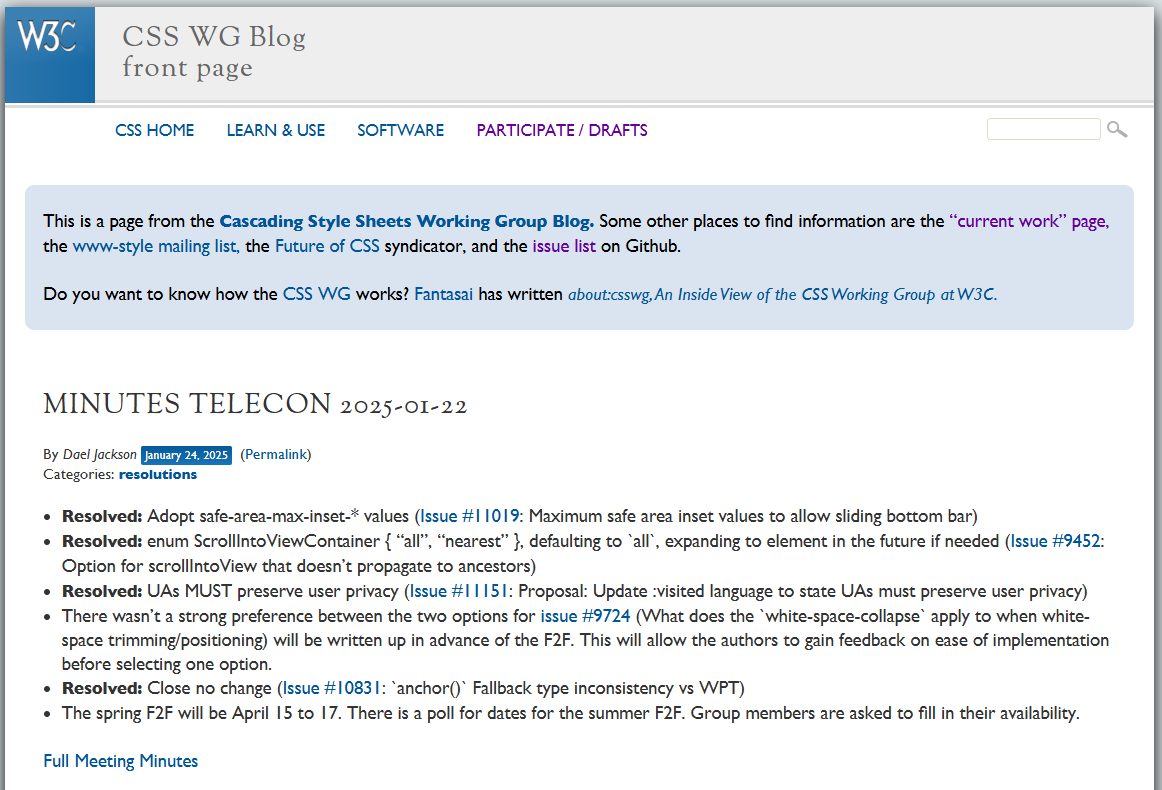 W3C
CSS WG Blog
front page
CSS HOME LEARN & USE SOFTWARE PARTICIPATE / DRAFTS
This is a page from the Cascading Style Sheets Working Group Blog. Some other places to find information are the “current work” page,
the www-style mailing list, the Future of CSS syndicator, and the issue list on Github.
Do you want to know how the CSS WG works? Fantasai has written about:csswg, An Inside View of the CSS Working Group at W3C.
MINUTES TELECON 2025-01-22
By Dael Jackson January 24, 2025 (Permalink)
Categories: resolutions
• Resolved: Adopt safe-area-max-inset-* values (Issue #11019: Maximum safe area inset values to allow sliding bottom bar)
• Resolved: enum ScrollIntoViewContainer { “all”, “nearest” }, defaulting to `all`, expanding to element in the future if needed (Issue #9452:
Option for scrollIntoView that doesn’t propagate to ancestors)
• Resolved: UAs MUST preserve user privacy (Issue #11151: Proposal: Update :visited language to state UAs must preserve user privacy)
• There wasn’t a strong preference between the two options for issue #9724 (What does the `white-space-collapse` apply to when white-
space trimming/positioning) will be written up in advance of the F2F. This will allow the authors to gain feedback on ease of implementation
before selecting one option.
• Resolved: Close no change (Issue #10831: `anchor()` Fallback type inconsistency vs WPT)
• The spring F2F will be April 15 to 17. There is a poll for dates for the summer F2F. Group members are asked to fill in their availability.
Full Meeting Minutes